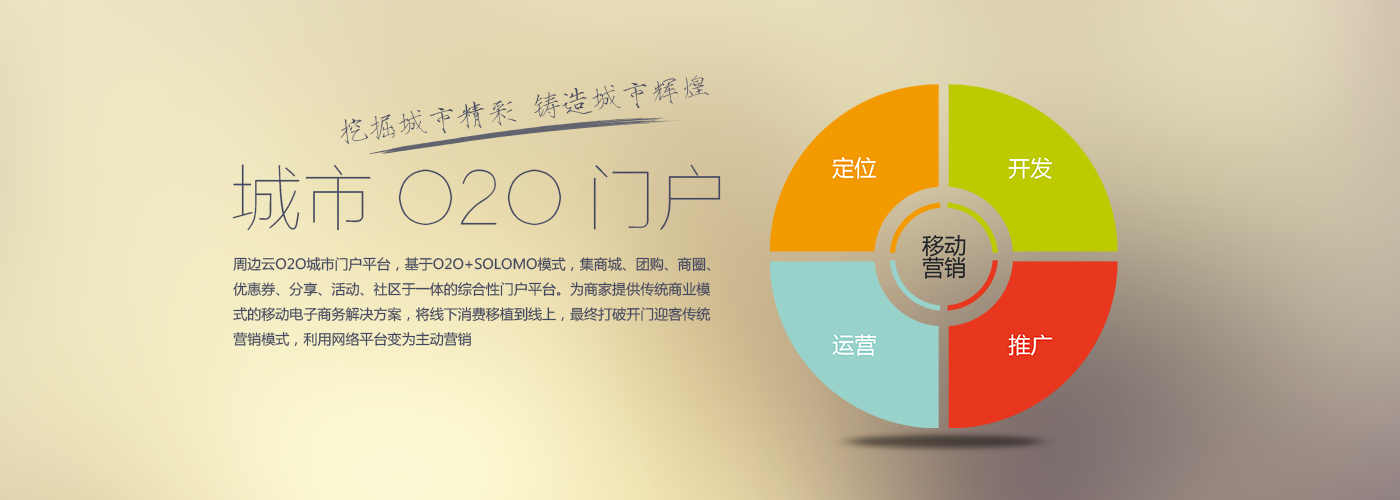 挖掘城市精彩 铸造城市辉煌
城市 O2O 门户
周边云O2O城市门户平台，基于O2O+SOLOMO模式，集商城、团购、商圈、
优惠券、分享、活动、社区于一体的综合性门户平台。为商家提供传统商业模
式的移动电子商务解决方案，将线下消费移植到线上，最终打破开门迎客传统
营销模式，利用网络平台变为主动营销
定位
开发
移动
营销
运营
推广